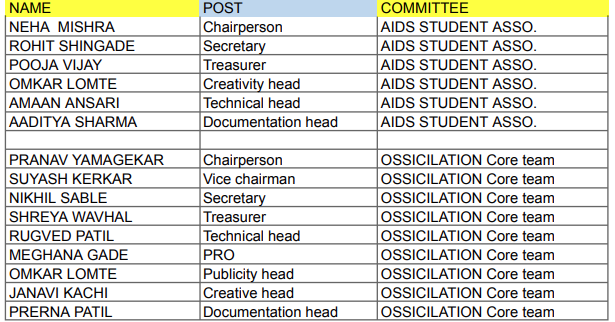 NAME POST COMMITTEE
NEHA MISHRA Chairperson AIDS STUDENT ASSO.
ROHIT SHINGADE Secretary AIDS STUDENT ASSO.
POOJA VIJAY Treasurer AIDS STUDENT ASSO.
OMKAR LOMTE Creativity head AIDS STUDENT ASSO.
AMAAN ANSARI Technical head AIDS STUDENT ASSO.
AADITYA SHARMA Documentation head AIDS STUDENT ASSO.
PRANAV YAMAGEKAR Chairperson OSSICILATION Core team
SUYASH KERKAR Vice chairman OSSICILATION Core team
NIKHIL SABLE Secretary OSSICILATION Core team
SHREYA WAVHAL Treasurer OSSICILATION Core team
RUGVED PATIL Technical head OSSICILATION Core team
MEGHANA GADE PRO OSSICILATION Core team
OMKAR LOMTE Publicity head OSSICILATION Core team
JANAVI KACHI Creative head OSSICILATION Core team
PRERNA PATIL Documentation head OSSICILATION Core team